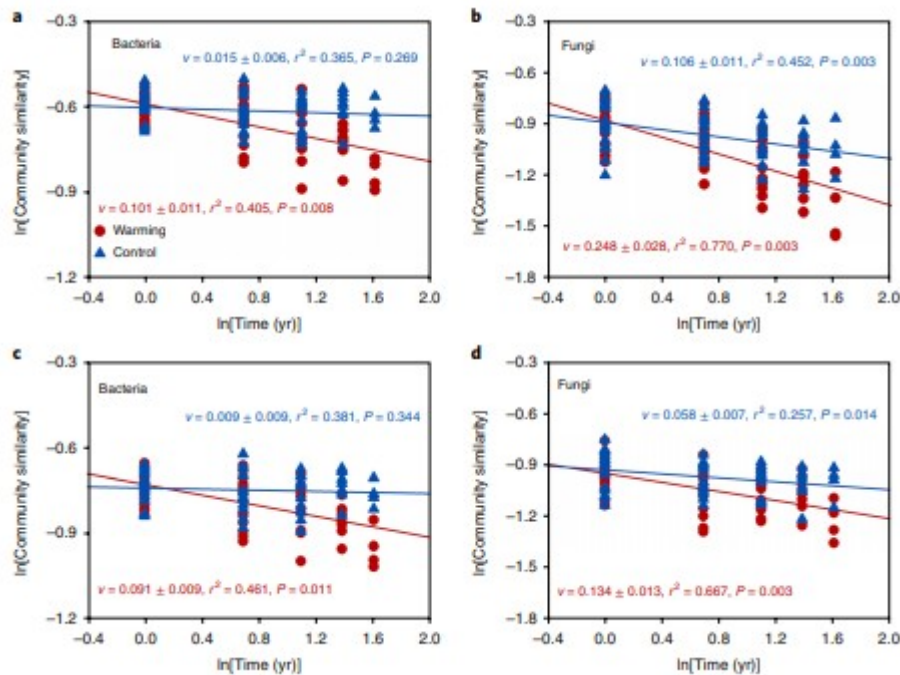 a
Bacteria
v = 0.015 ± 0.006, r² = 0.365, P = 0.269
v = 0.101 ± 0.011, r² = 0.405, P = 0.008
Warming
Control
−0.3
−0.6
−0.9
−1.2
ln[Community similarity]
−0.4 0.0 0.4 0.8 1.2 1.6 2.0
ln[Time (yr)]
b
Fungi
v = 0.106 ± 0.011, r² = 0.452, P = 0.003
v = 0.248 ± 0.028, r² = 0.770, P = 0.003
−0.3
−0.6
−0.9
−1.2
−1.5
−1.8
ln[Community similarity]
−0.4 0.0 0.4 0.8 1.2 1.6 2.0
ln[Time (yr)]
c
Bacteria
v = 0.009 ± 0.009, r² = 0.381, P = 0.344
v = 0.091 ± 0.009, r² = 0.461, P = 0.011
−0.3
−0.6
−0.9
−1.2
ln[Community similarity]
−0.4 0.0 0.4 0.8 1.2 1.6 2.0
ln[Time (yr)]
d
Fungi
v = 0.058 ± 0.007, r² = 0.257, P = 0.014
v = 0.134 ± 0.013, r² = 0.667, P = 0.003
−0.3
−0.6
−0.9
−1.2
−1.5
−1.8
ln[Community similarity]
−0.4 0.0 0.4 0.8 1.2 1.6 2.0
ln[Time (yr)]